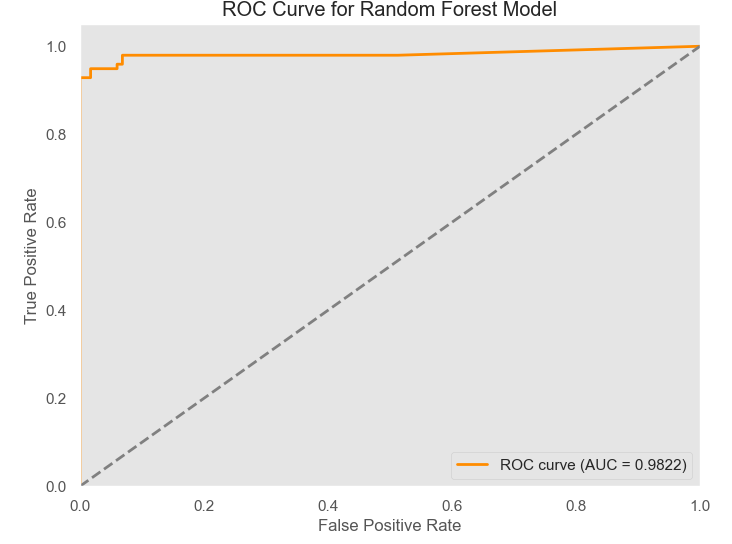 ROC Curve for Random Forest Model
1.0
0.8
0.6
0.4
0.2
0.0
True Positive Rate
ROC curve (AUC = 0.9822)
0.0 0.2 0.4 0.6 0.8 1.0
False Positive Rate